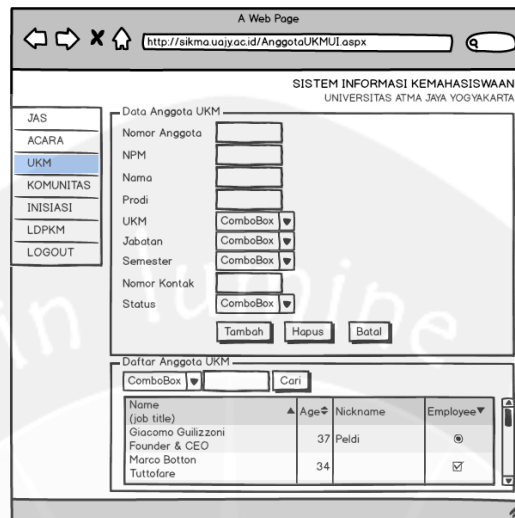 A Web Page
http://sikma.uajy.ac.id/AnggotaUKMUI.aspx
SISTEM INFORMASI KEMAHASISWAAN
UNIVERSITAS ATMA JAYA YOGYAKARTA
JAS
ACARA
UKM
KOMUNITAS
INISIASI
LDPKM
LOGOUT
Data Anggota UKM
Nomor Anggota
NPM
Nama
Prodi
UKM ComboBox
Jabatan ComboBox
Semester ComboBox
Nomor Kontak
Status ComboBox
Tambah Hapus Batal
Daftar Anggota UKM
ComboBox Cari
Name (job title) Age Nickname Employee
Giacomo Guilizzoni
Founder & CEO 37 Peldi
Marco Botton
Tuttofare 34
in lumine